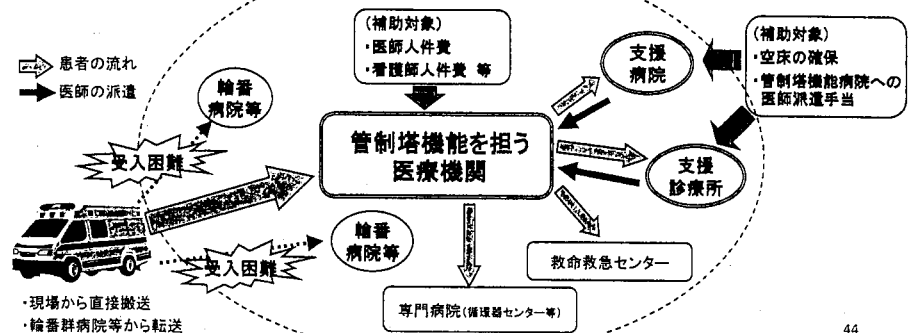 患者の流れ
医師の派遣
(補助対象)
・医師人件費
・看護師人件費 等
支援
病院
(補助対象)
・空床の確保
・管制塔機能病院への
医師派遣手当
輪番
病院等
受入困難
管制塔機能を担う
医療機関
支援
診療所
輪番
病院等
受入困難
救命救急センター
専門病院(循環器センター等)
・現場から直接搬送
・輪番群病院等から転送
44